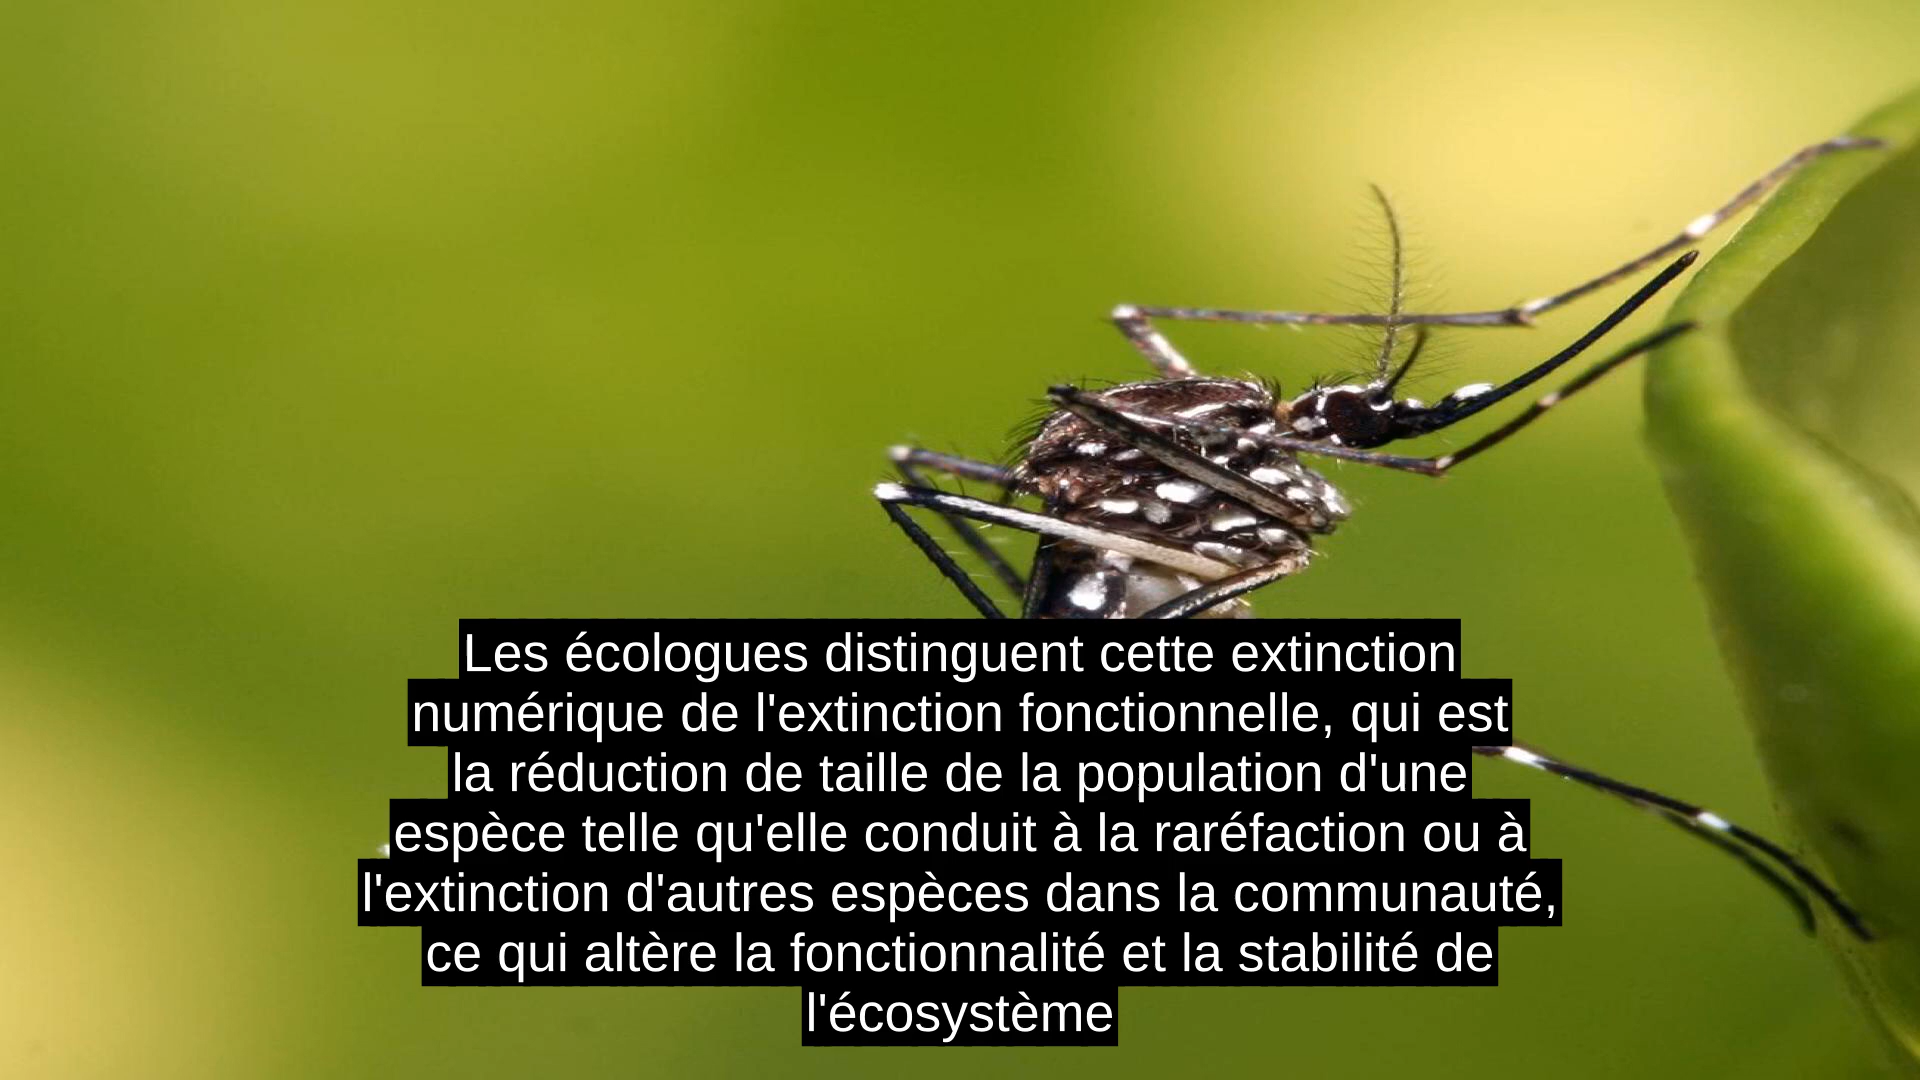 Les écologues distinguent cette extinction
numérique de l'extinction fonctionnelle, qui est
la réduction de taille de la population d'une
espèce telle qu'elle conduit à la raréfaction ou à
l'extinction d'autres espèces dans la communauté,
ce qui altère la fonctionnalité et la stabilité de
l'écosystème